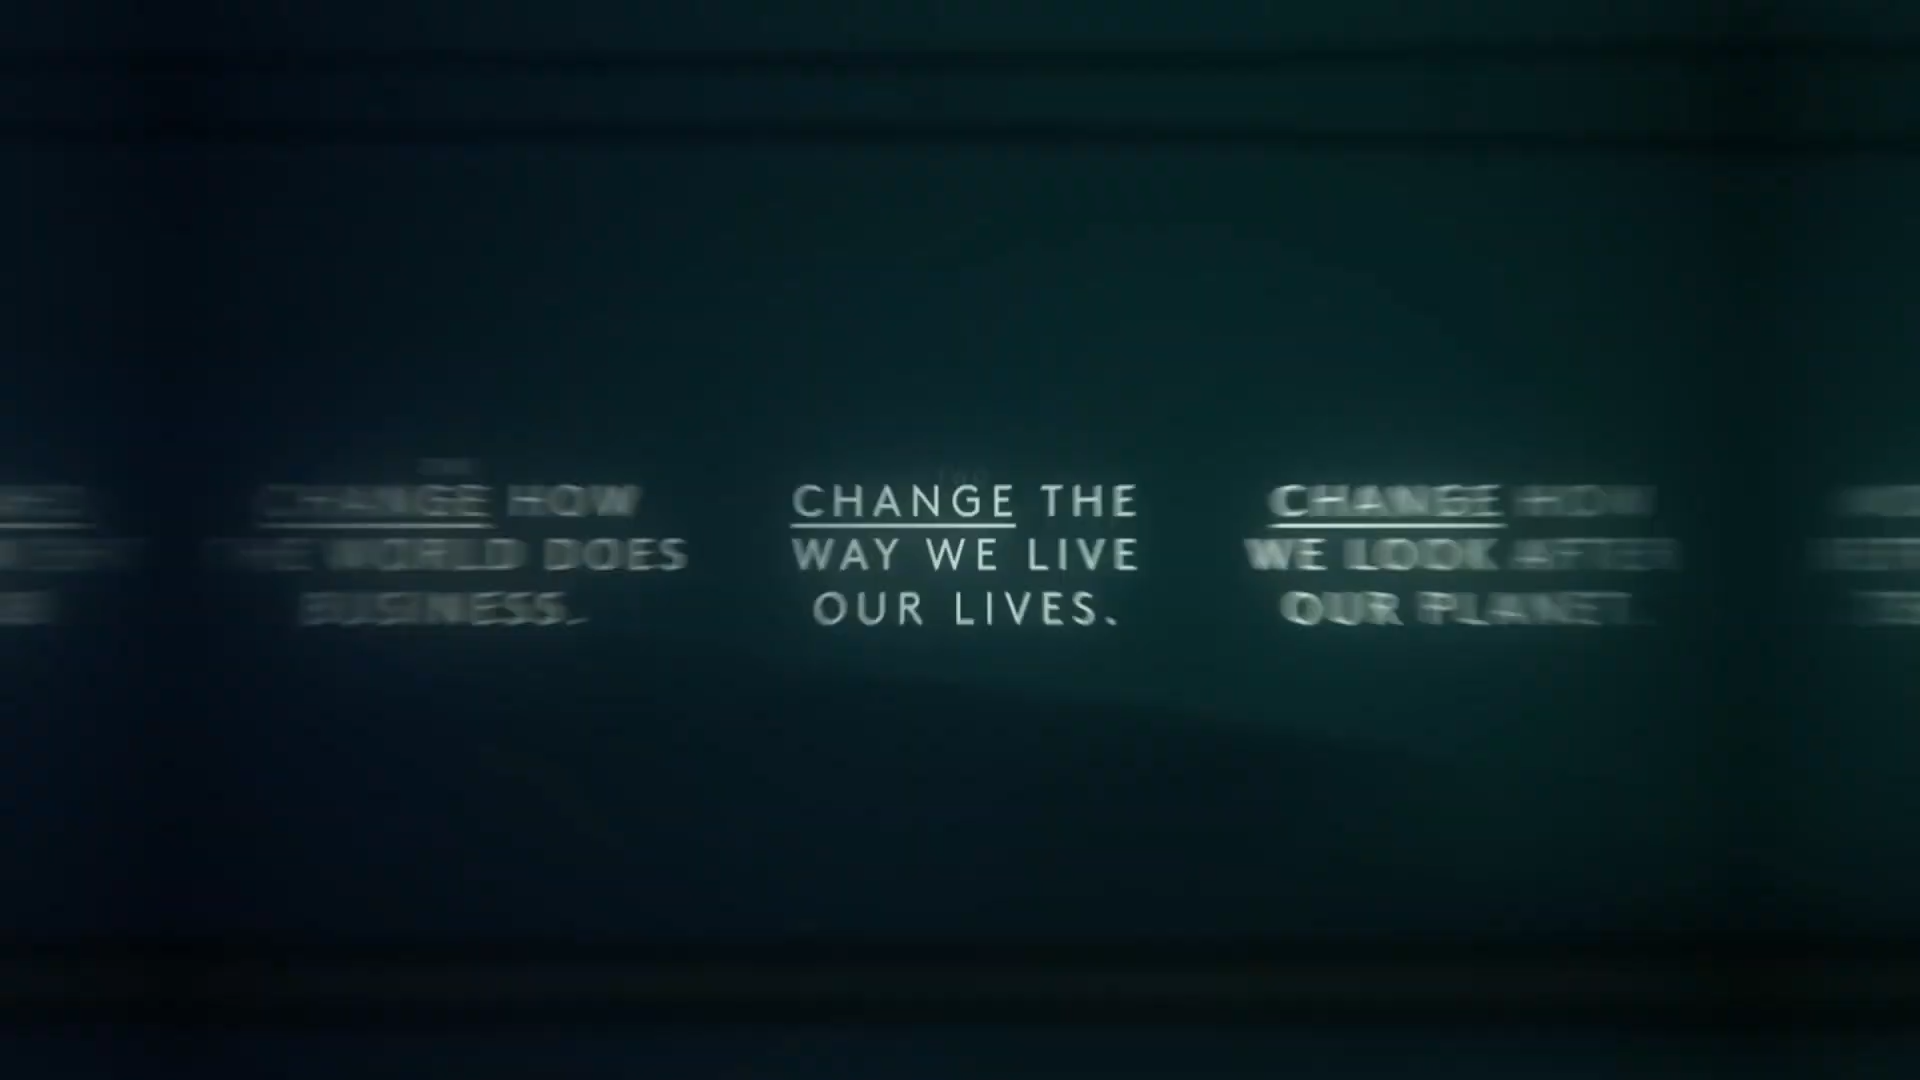 CHANGE HOW
THE WORLD DOES
BUSINESS.
CHANGE THE
WAY WE LIVE
OUR LIVES.
CHANGE HOW
WE LOOK AFTER
OUR PLANET.